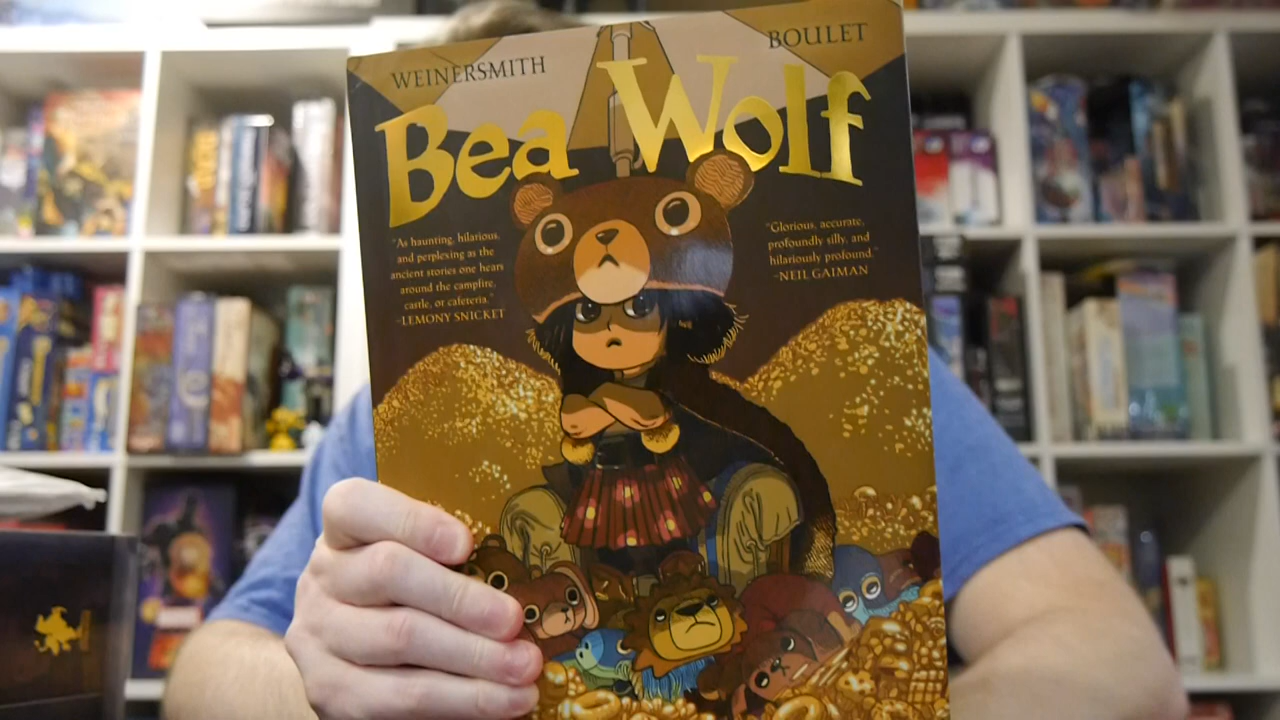 WEINERSMITH
BOULET
Bea Wolf
"As haunting, hilarious,
and perplexing as the
ancient stories one hears
around the campfire,
castle, or cafeteria."
–LEMONY SNICKET
"Glorious, accurate,
profoundly silly, and
hilariously profound."
–NEIL GAIMAN